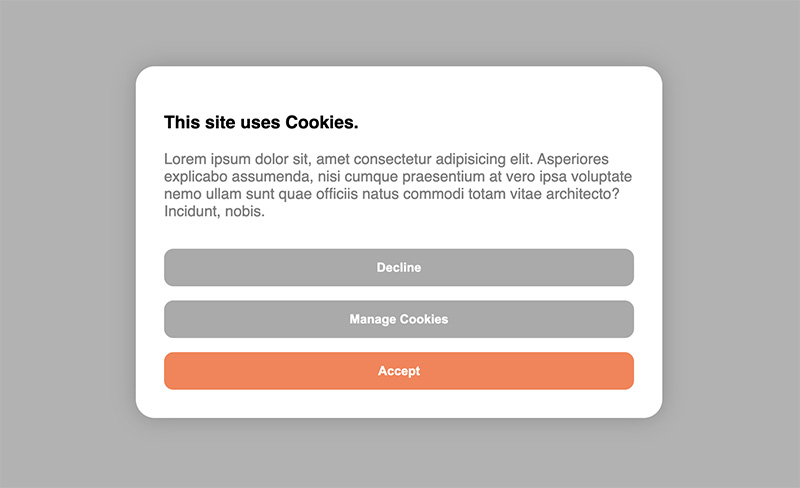 This site uses Cookies.
Lorem ipsum dolor sit, amet consectetur adipisicing elit. Asperiores
explicabo assumenda, nisi cumque praesentium at vero ipsa voluptate
nemo ullam sunt quae officiis natus commodi totam vitae architecto?
Incidunt, nobis.
Decline
Manage Cookies
Accept